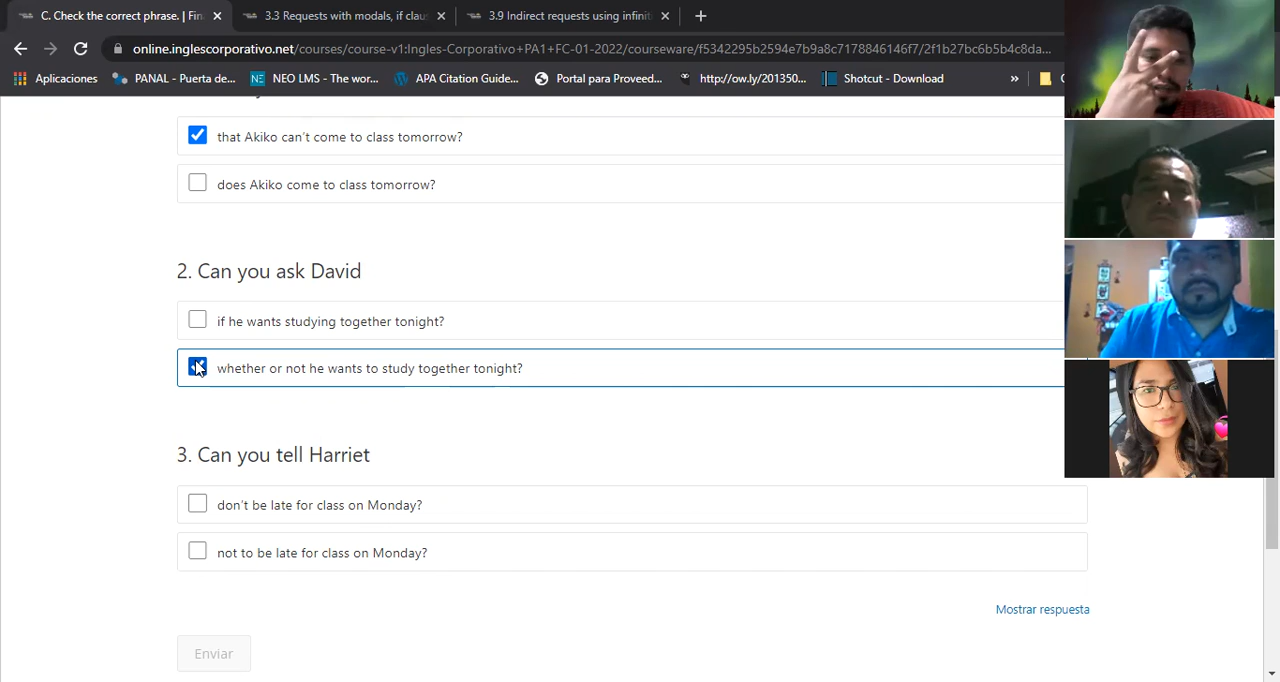 C. Check the correct phrase. | Fin
3.3 Requests with modals, if claus
3.9 Indirect requests using infinit
online.inglescorporativo.net/courses/course-v1:Ingles-Corporativo+PA1+FC-01-2022/courseware/f5342295b2594e7b9a8c7178846146f7/2f1b27bc6b5b4c8da...
Aplicaciones
PANAL - Puerta de...
NEO LMS - The wor...
APA Citation Guide...
Portal para Proveed...
http://ow.ly/201350...
Shotcut - Download
»
that Akiko can't come to class tomorrow?
does Akiko come to class tomorrow?
2. Can you ask David
if he wants studying together tonight?
whether or not he wants to study together tonight?
3. Can you tell Harriet
don't be late for class on Monday?
not to be late for class on Monday?
Mostrar respuesta
Enviar